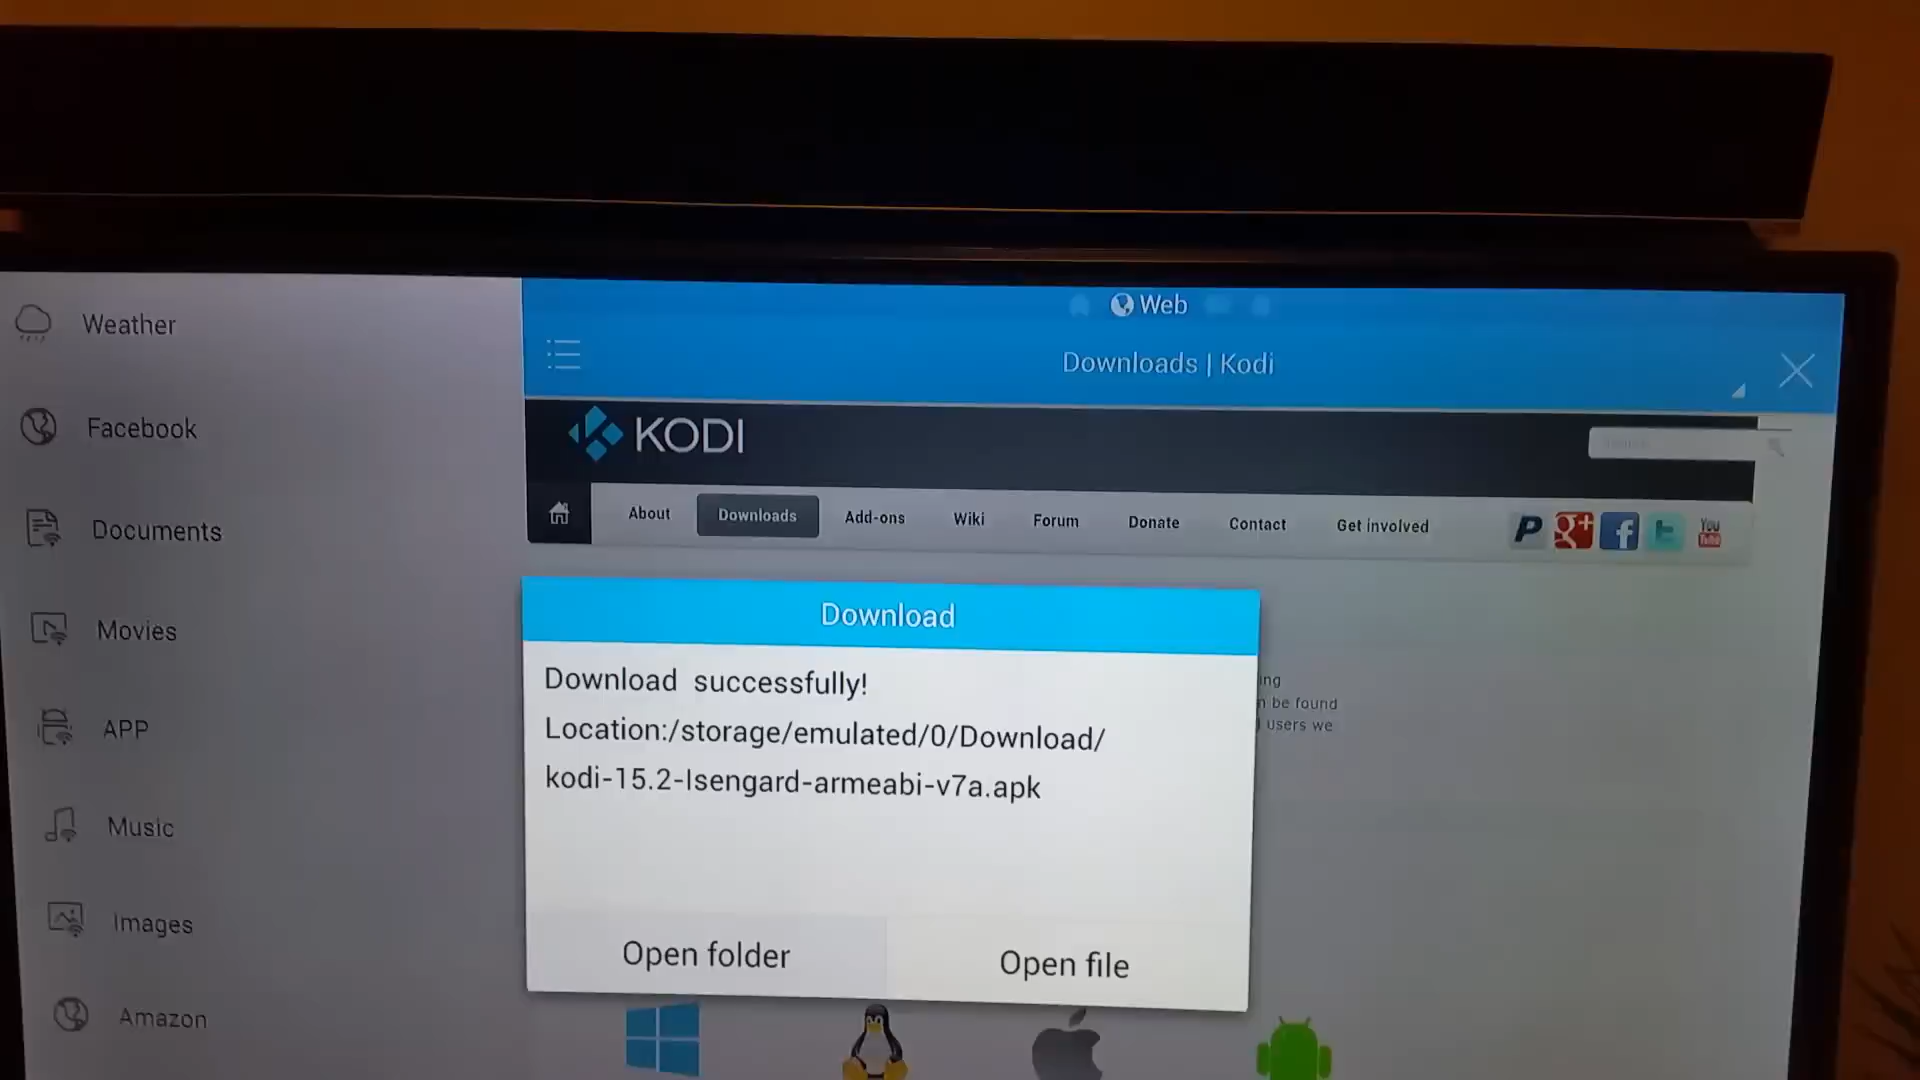 Web
Downloads | Kodi
Weather
Facebook
Documents
Movies
APP
Music
Images
Amazon
KODI
About
Downloads
Add-ons
Wiki
Forum
Donate
Contact
Get involved
You
Download
Download successfully!
Location:/storage/emulated/0/Download/
kodi-15.2-Isengard-armeabi-v7a.apk
Open folder
Open file
ing
be found
users we